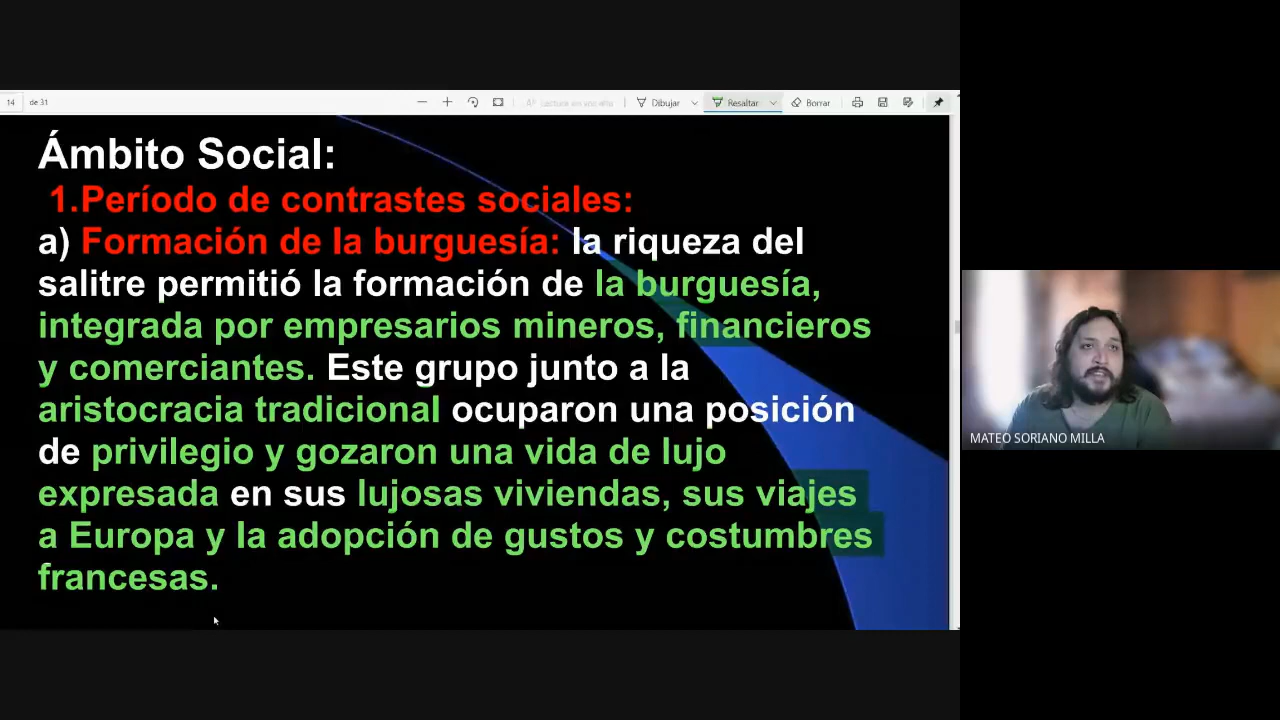 14 de 31
Dibujar
Resaltar
Borrar
Ámbito Social:
1.Período de contrastes sociales:
a) Formación de la burguesía: la riqueza del
salitre permitió la formación de la burguesía,
integrada por empresarios mineros, financieros
y comerciantes. Este grupo junto a la
aristocracia tradicional ocuparon una posición
de privilegio y gozaron una vida de lujo
expresada en sus lujosas viviendas, sus viajes
a Europa y la adopción de gustos y costumbres
francesas.
MATEO SORIANO MILLA